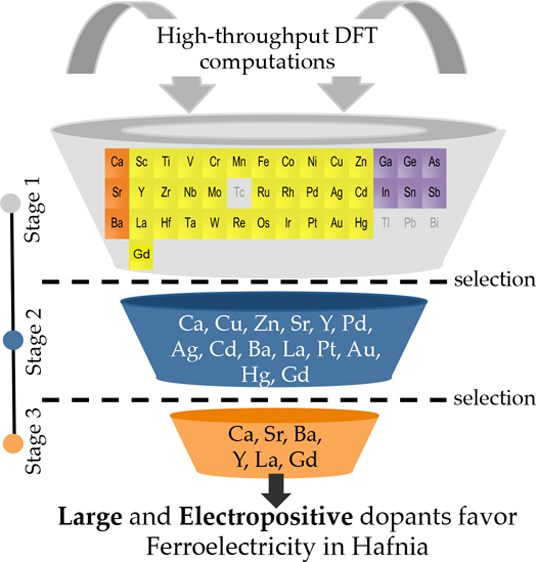 High-throughput DFT
computations
Ca Sc Ti V Cr Mn Fe Co Ni Cu Zn Ga Ge As
Sr Y Zr Nb Mo Tc Ru Rh Pd Ag Cd In Sn Sb
Ba La Hf Ta W Re Os Ir Pt Au Hg Tl Pb Bi
Gd
Stage 1
selection
Ca, Cu, Zn, Sr, Y, Pd,
Ag, Cd, Ba, La, Pt, Au,
Hg, Gd
Stage 2
selection
Ca, Sr, Ba,
Y, La, Gd
Stage 3
Large and Electropositive dopants favor
Ferroelectricity in Hafnia